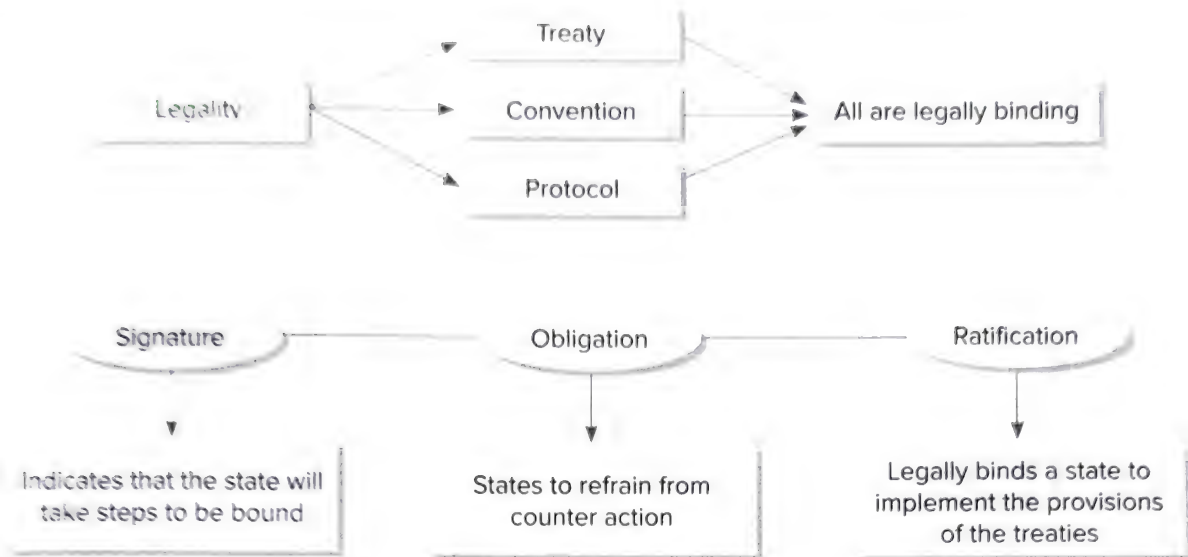 Treaty
Legality
Convention
All are legally binding
Protocol
Signature
Obligation
Ratification
Indicates that the state will
take steps to be bound
States to refrain from
counter action
Legally binds a state to
implement the provisions
of the treaties